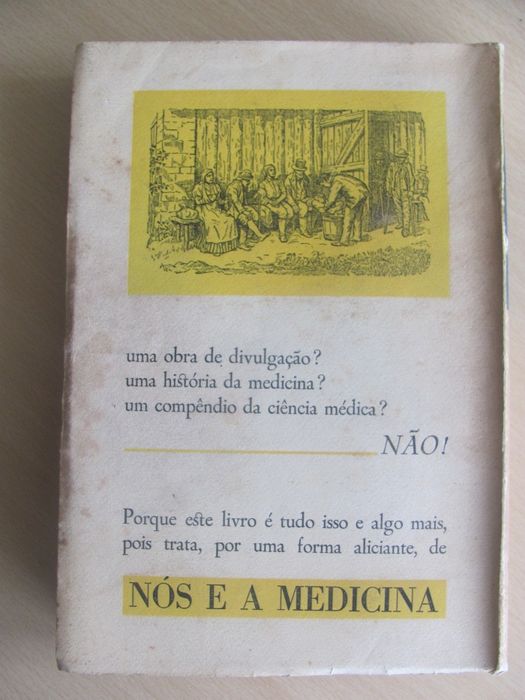 uma obra de divulgação?
uma história da medicina?
um compêndio da ciência médica?
NÃO!
Porque este livro é tudo isso e algo mais,
pois trata, por uma forma aliciante, de
NÓS E A MEDICINA